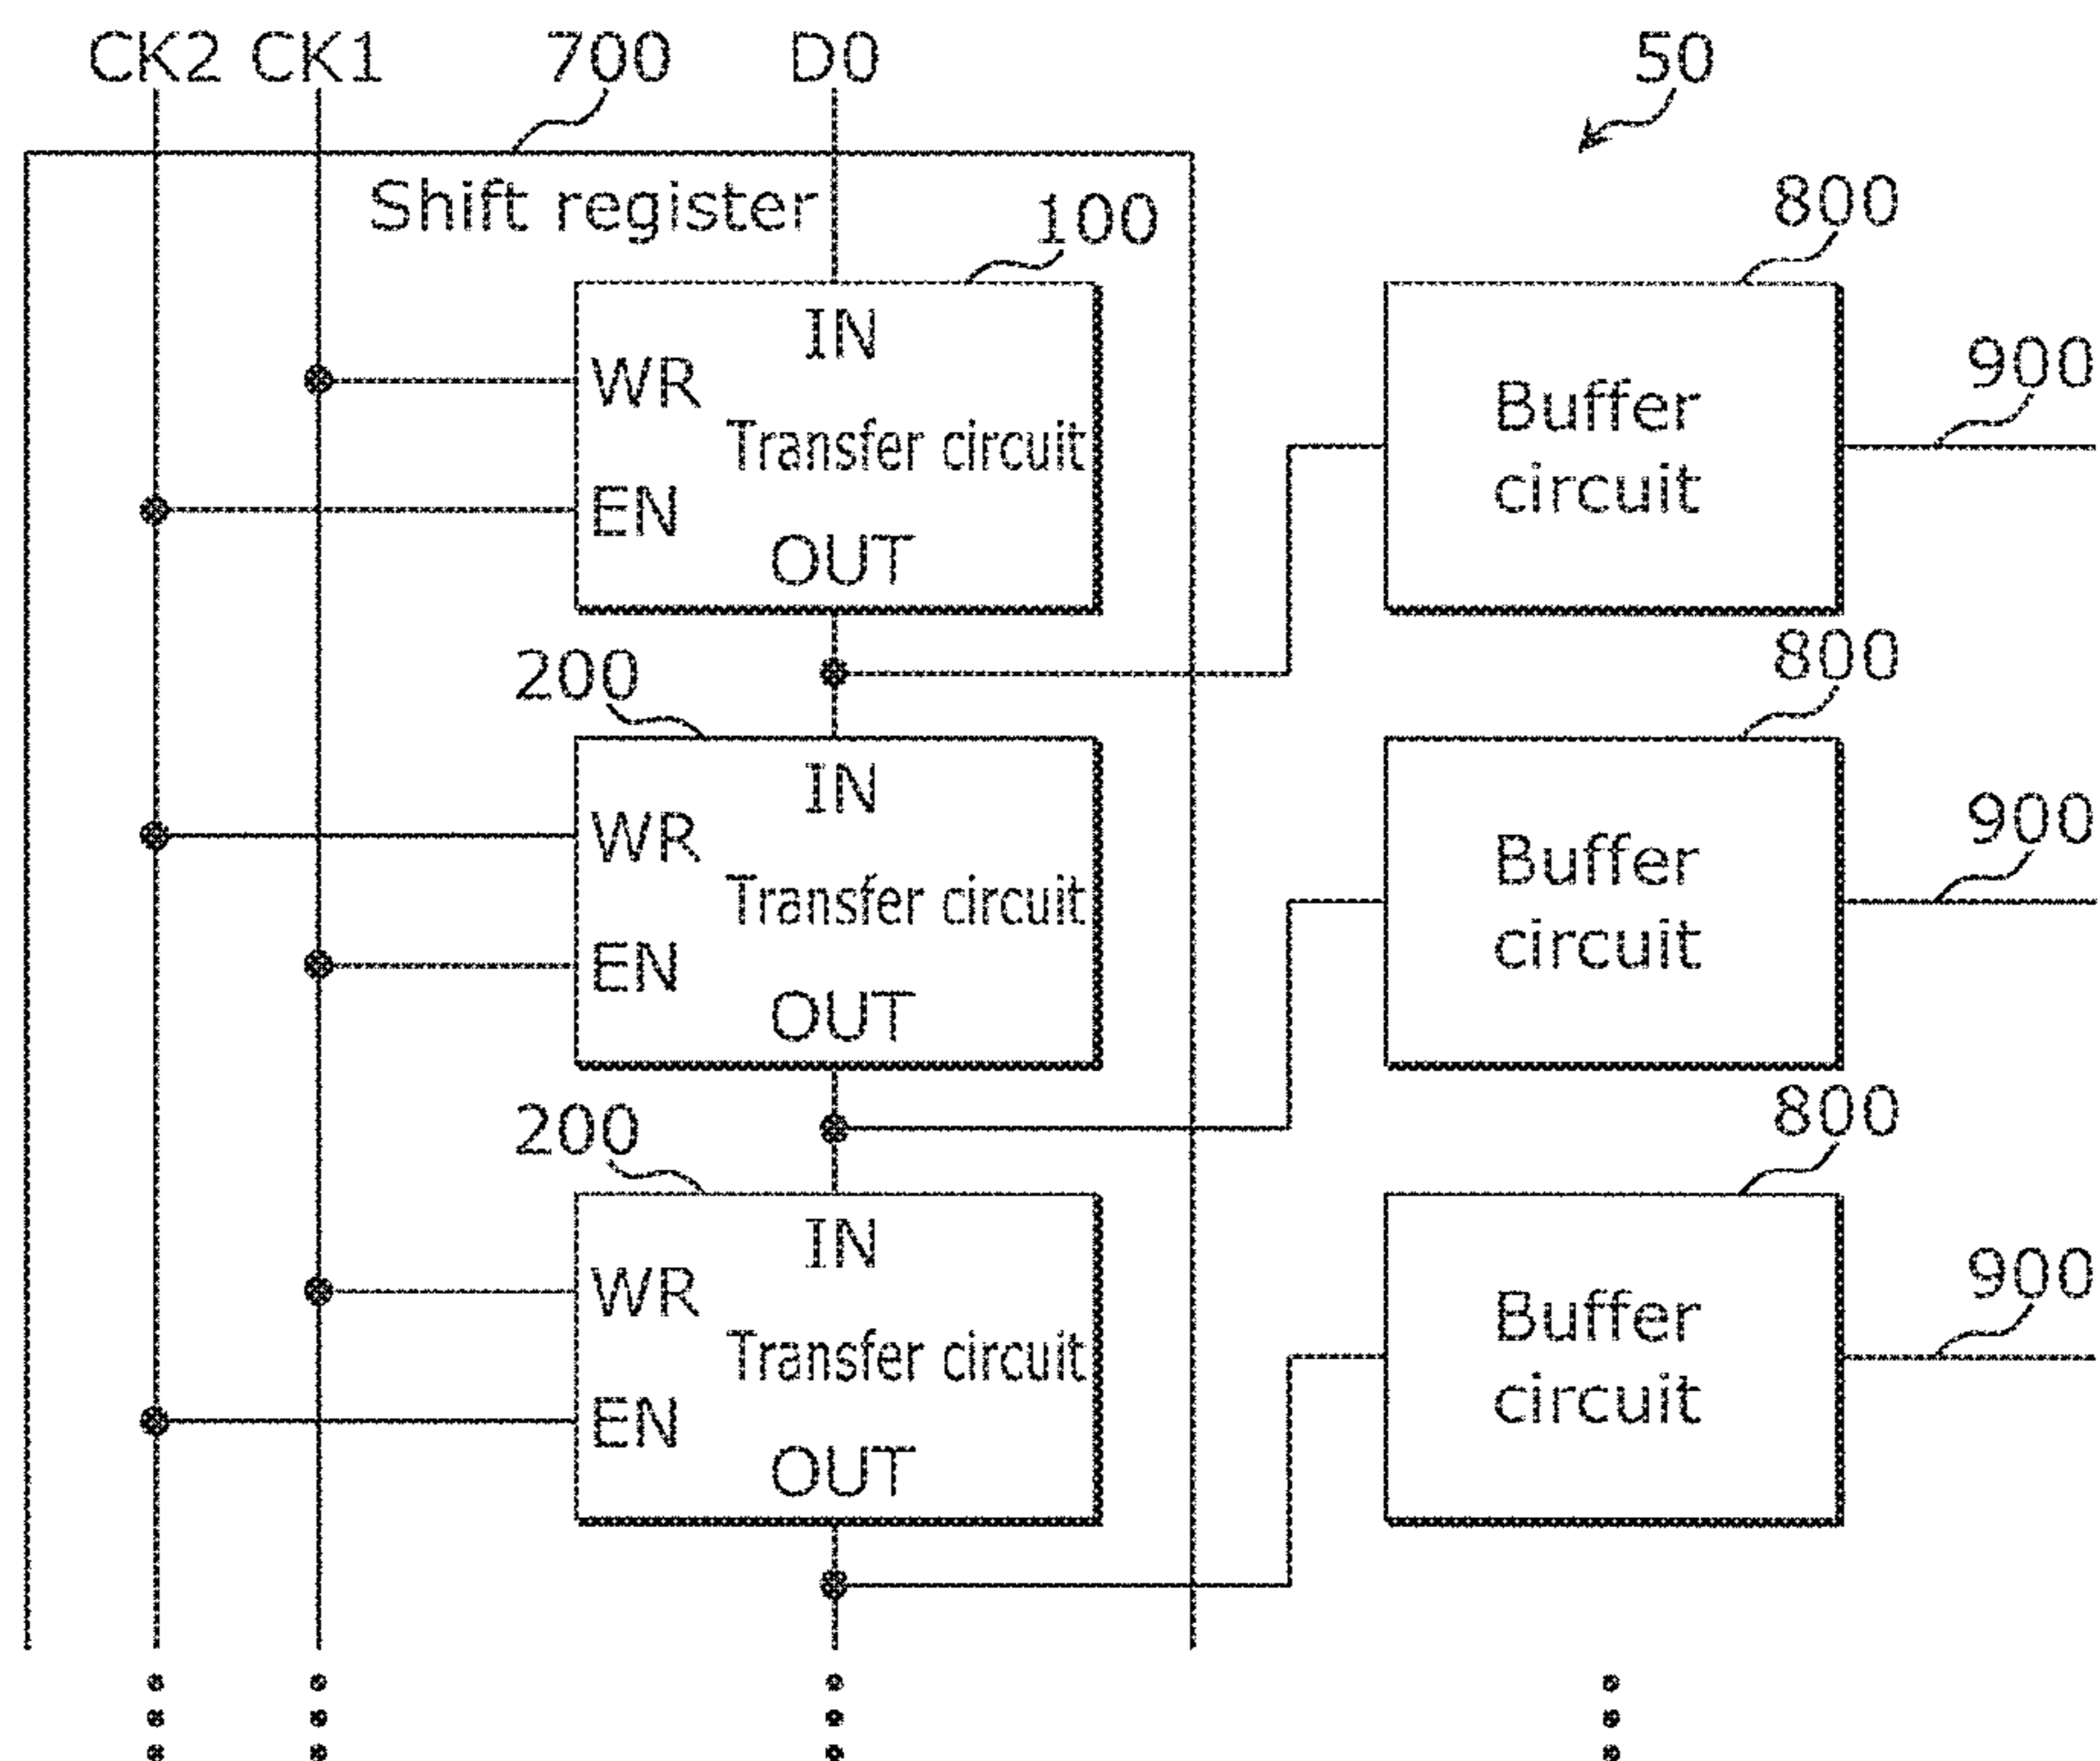 CK2 CK1 700 D0 50
Shift register
100
800
IN
WR
Transfer circuit
EN
OUT
Buffer
circuit
900
200
800
IN
WR
Transfer circuit
EN
OUT
Buffer
circuit
900
200
800
IN
WR
Transfer circuit
EN
OUT
Buffer
circuit
900